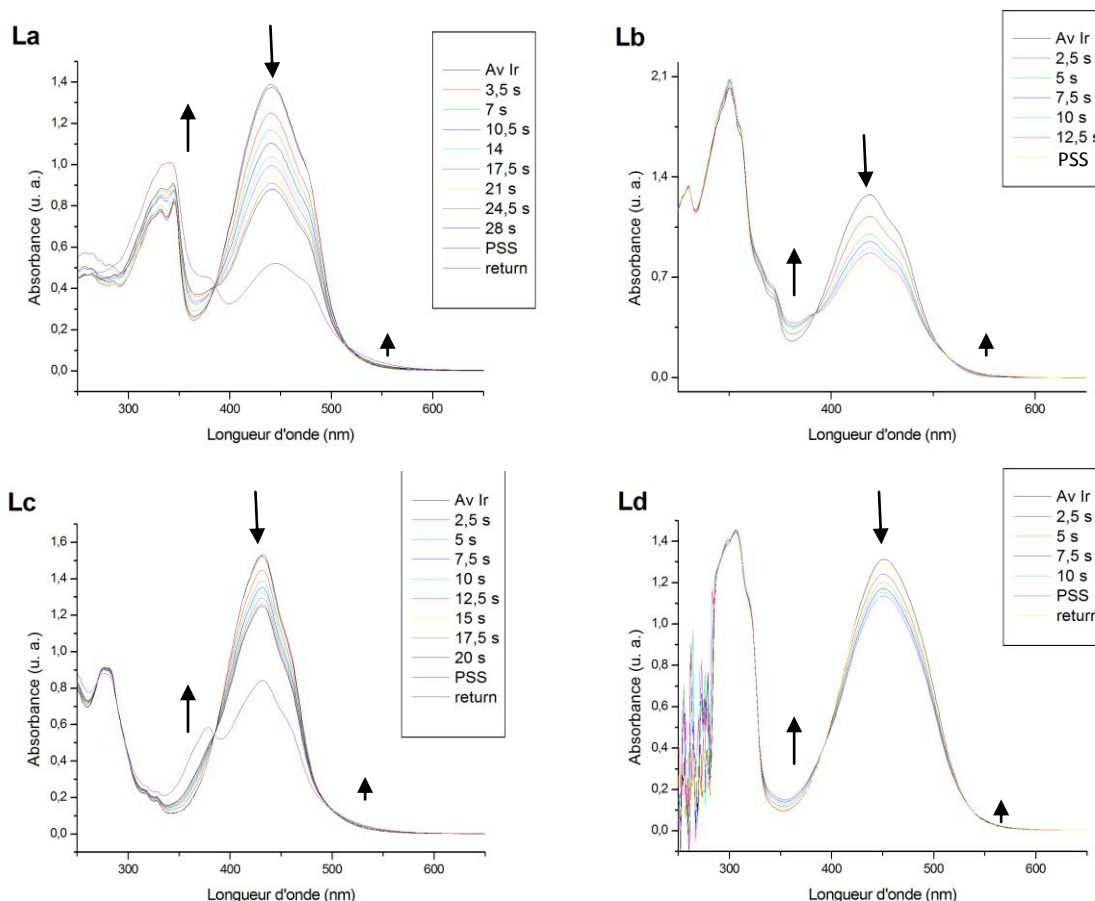 La
Absorbance (u. a.)
1,4
1,2
1,0
0,8
0,6
0,4
0,2
0,0
300
400
500
600
Longueur d'onde (nm)
Av Ir
3,5 s
7 s
10,5 s
14
17,5 s
21 s
24,5 s
28 s
PSS
return
Lb
Absorbance (u. a.)
2,1
1,4
0,7
0,0
400
600
Longueur d'onde (nm)
Av Ir
2,5 s
5 s
7,5 s
10 s
12,5 s
PSS
Lc
Absorbance (u. a.)
1,6
1,4
1,2
1,0
0,8
0,6
0,4
0,2
0,0
300
400
500
600
Longueur d'onde (nm)
Av Ir
2,5 s
5 s
7,5 s
10 s
12,5 s
15 s
17,5 s
20 s
PSS
return
Ld
Absorbance (u. a.)
1,6
1,4
1,2
1,0
0,8
0,6
0,4
0,2
0,0
300
400
500
600
Longueur d'onde (nm)
Av Ir
2,5 s
5 s
7,5 s
10 s
PSS
return